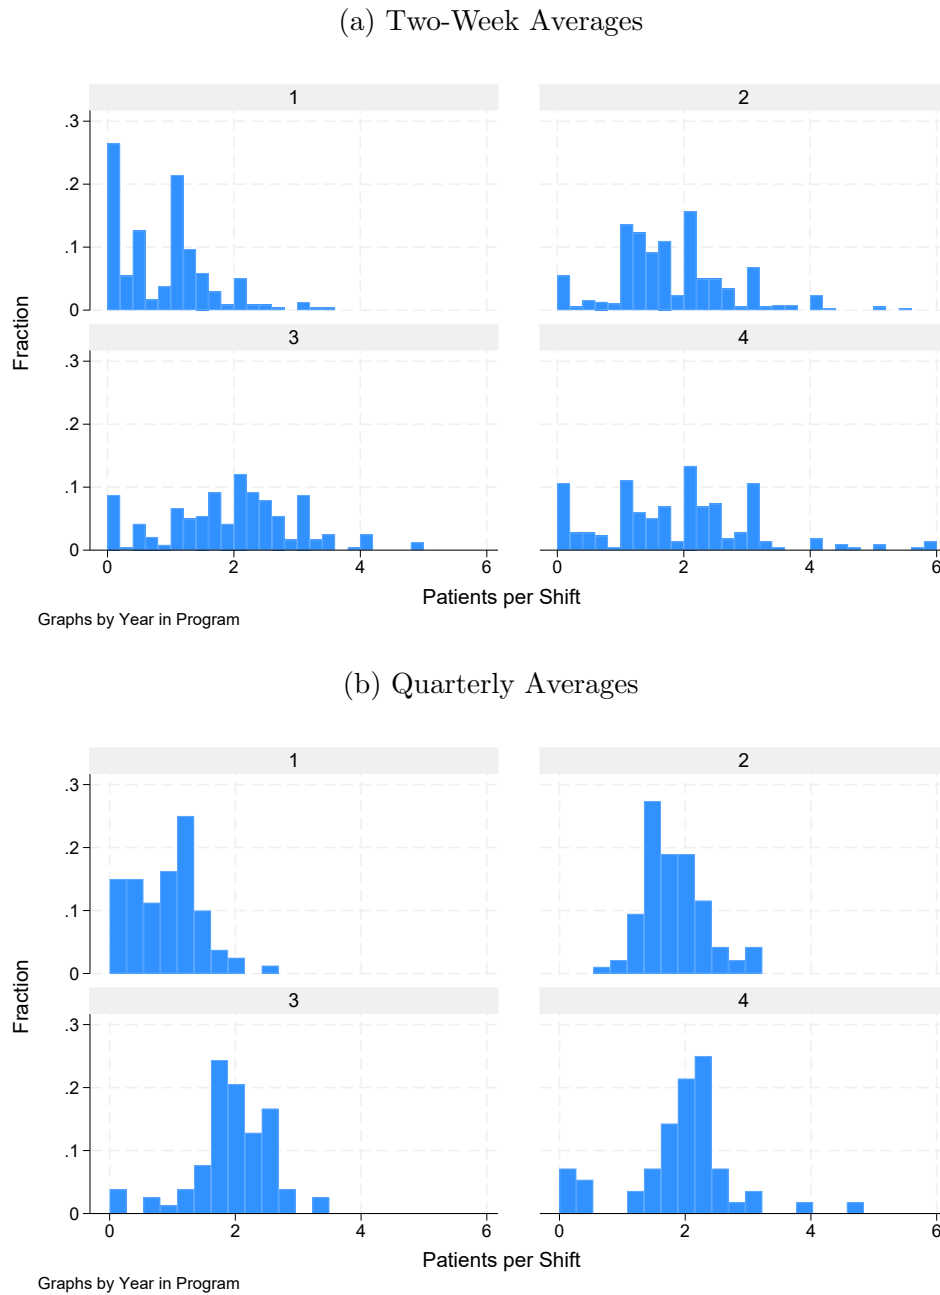 (a) Two-Week Averages
1 2
.3
.2
.1
0
3 4
.3
.2
.1
0
0 2 4 6 0 2 4 6
Fraction
Patients per Shift
Graphs by Year in Program
(b) Quarterly Averages
1 2
.3
.2
.1
0
3 4
.3
.2
.1
0
0 2 4 6 0 2 4 6
Fraction
Patients per Shift
Graphs by Year in Program